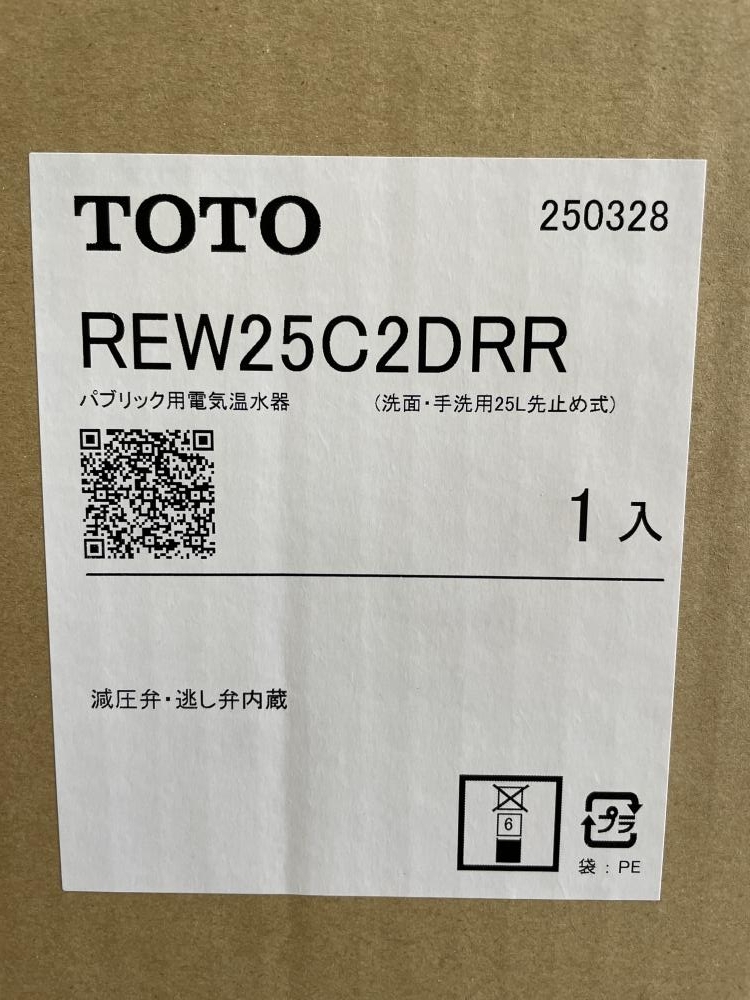 TOTO 250328
REW25C2DRR
パブリック用電気温水器 (洗面・手洗用25L先止め式)
1入
減圧弁・逃し弁内蔵
6
プラ
袋：PE